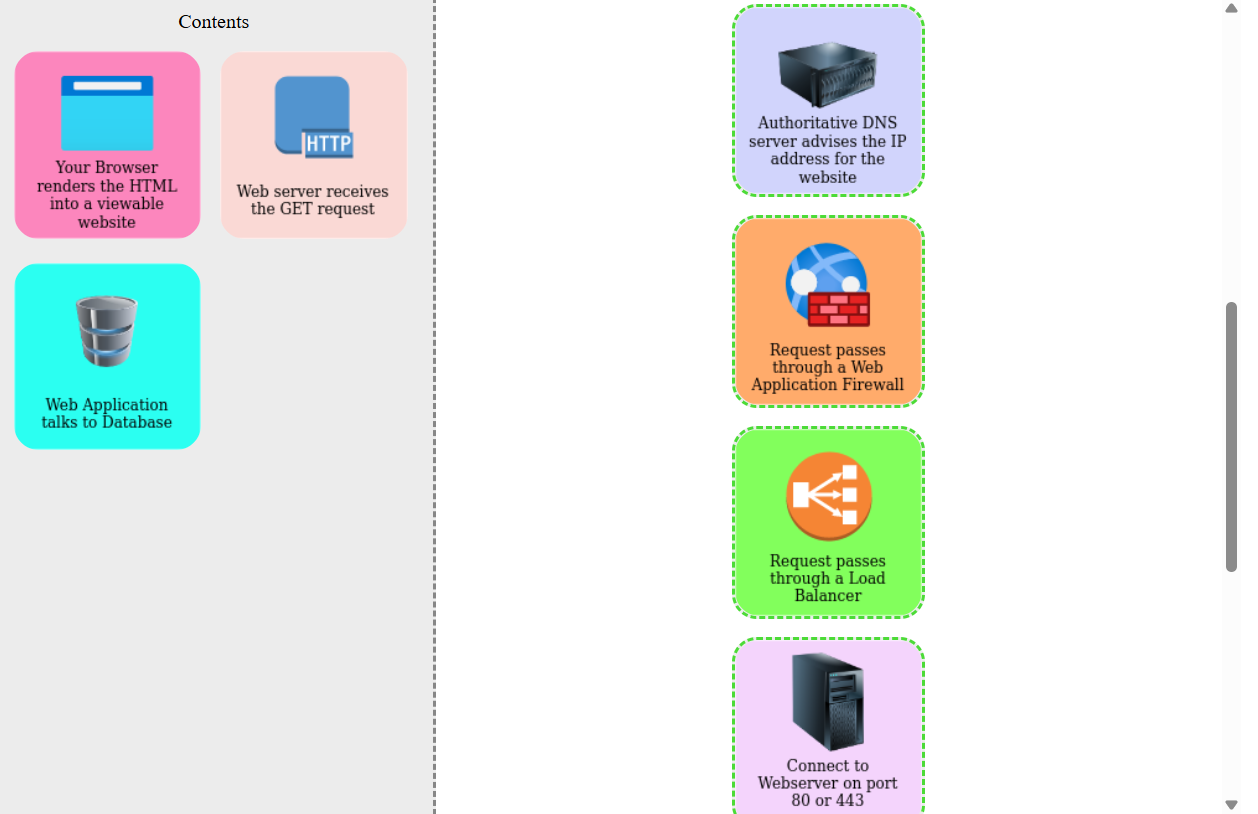 Contents
Your Browser
renders the HTML
into a viewable
website
HTTP
Web server receives
the GET request
Web Application
talks to Database
Authoritative DNS
server advises the IP
address for the
website
Request passes
through a Web
Application Firewall
Request passes
through a Load
Balancer
Connect to
Webserver on port
80 or 443